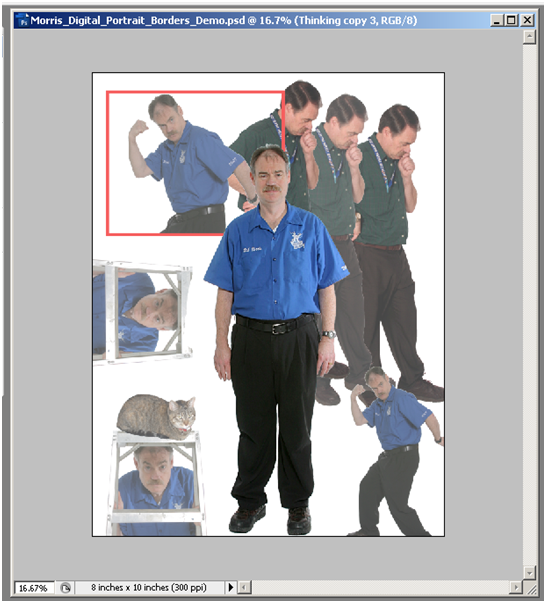 Morris_Digital_Portrait_Borders_Demo.psd @ 16.7% (Thinking copy 3, RGB/8)
16.67%
8 inches x 10 inches (300 ppi)